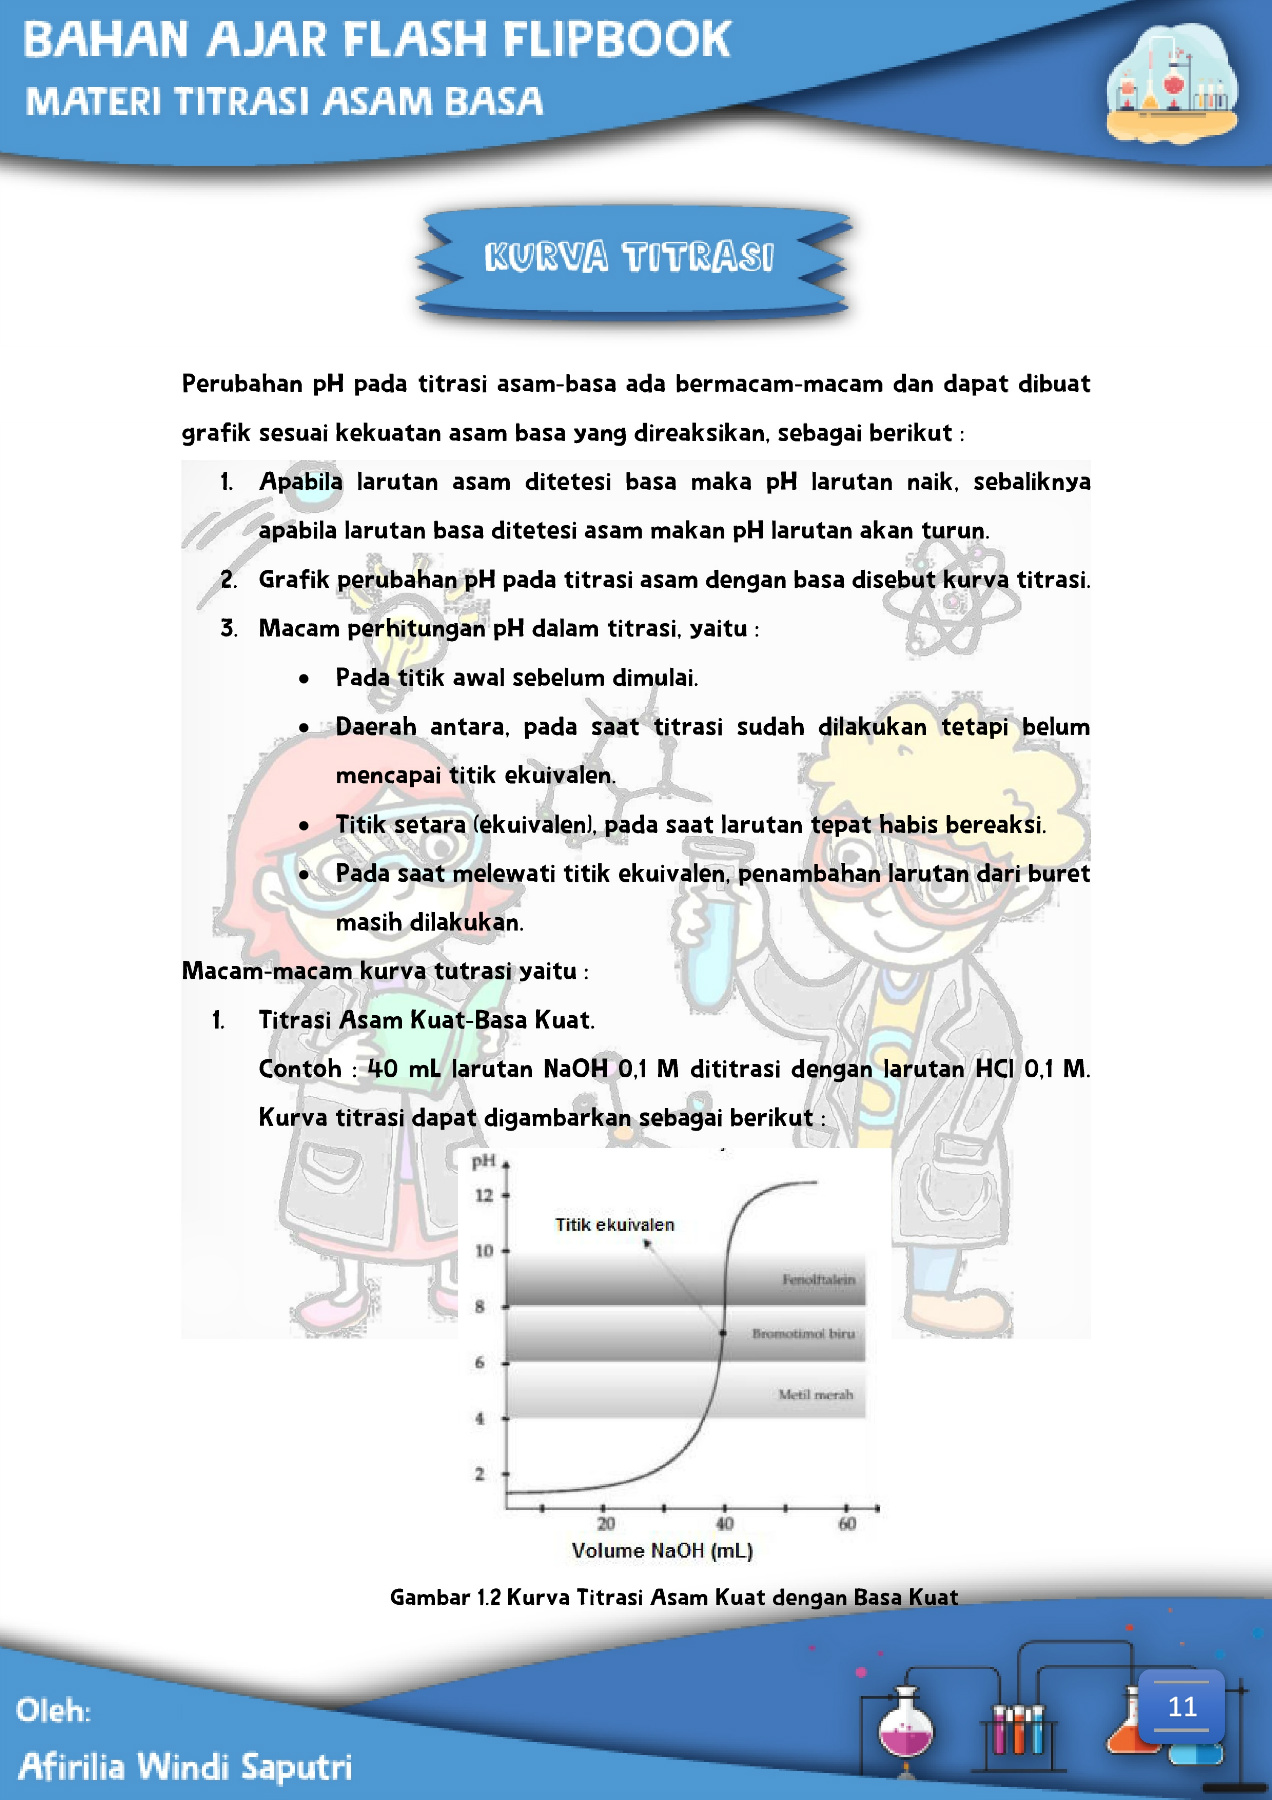 BAHAN AJAR FLASH FLIPBOOK
MATERI TITRASI ASAM BASA
KURVA TITRASI
Perubahan pH pada titrasi asam-basa ada bermacam-macam dan dapat dibuat
grafik sesuai kekuatan asam basa yang direaksikan, sebagai berikut :
1. Apabila larutan asam ditetesi basa maka pH larutan naik, sebaliknya
apabila larutan basa ditetesi asam makan pH larutan akan turun.
2. Grafik perubahan pH pada titrasi asam dengan basa disebut kurva titrasi.
3. Macam perhitungan pH dalam titrasi, yaitu :
• Pada titik awal sebelum dimulai.
• Daerah antara, pada saat titrasi sudah dilakukan tetapi belum
mencapai titik ekuivalen.
• Titik setara (ekuivalen), pada saat larutan tepat habis bereaksi.
• Pada saat melewati titik ekuivalen, penambahan larutan dari buret
masih dilakukan.
Macam-macam kurva tutrasi yaitu :
1. Titrasi Asam Kuat-Basa Kuat.
Contoh : 40 mL larutan NaOH 0,1 M dititrasi dengan larutan HCl 0,1 M.
Kurva titrasi dapat digambarkan sebagai berikut :
pH
12
Titik ekuivalen
10
Fenolftalein
8
Bromotimol biru
6
Metil merah
4
2
20 40 60
Volume NaOH (mL)
Gambar 1.2 Kurva Titrasi Asam Kuat dengan Basa Kuat
11
Oleh:
Afirilia Windi Saputri